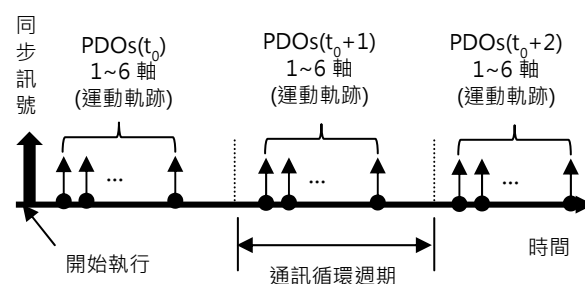 同
步
訊
號
PDOs(t₀)
1~6 軸
(運動軌跡)
PDOs(t₀+1)
1~6 軸
(運動軌跡)
PDOs(t₀+2)
1~6 軸
(運動軌跡)
...
...
...
開始執行
通訊循環週期
時間